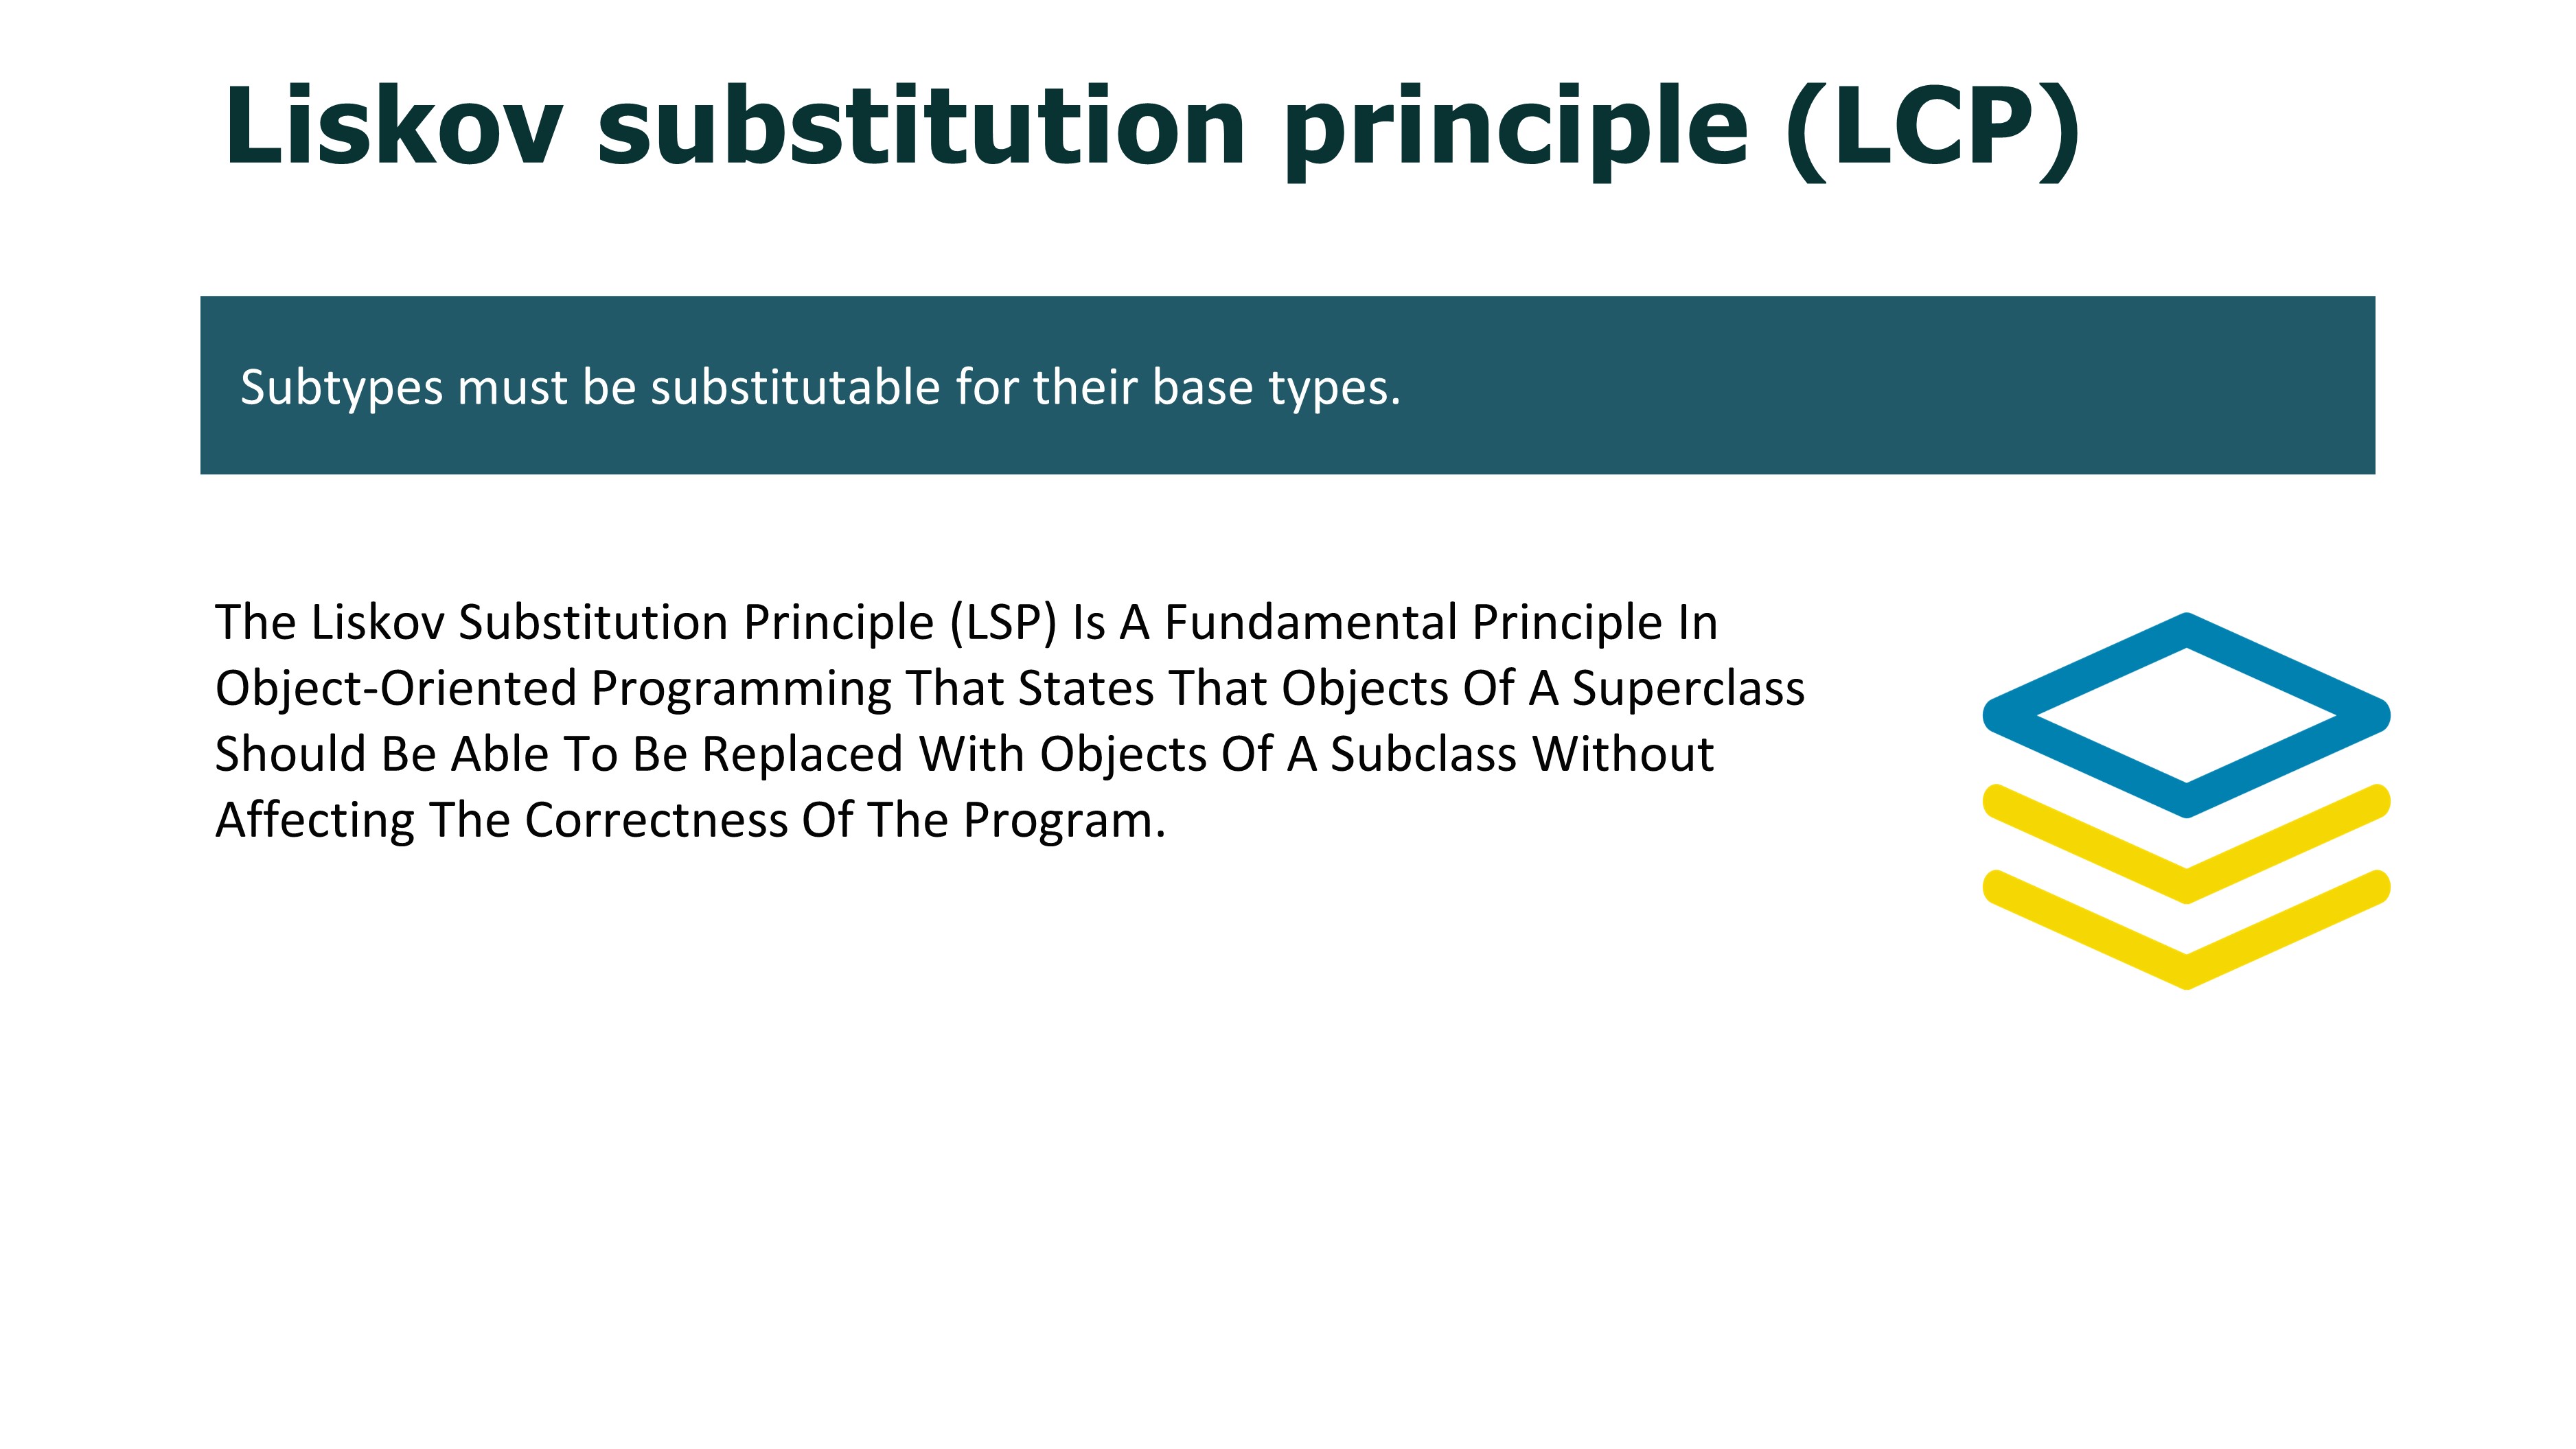 Liskov substitution principle (LCP)
Subtypes must be substitutable for their base types.
The Liskov Substitution Principle (LSP) Is A Fundamental Principle In
Object-Oriented Programming That States That Objects Of A Superclass
Should Be Able To Be Replaced With Objects Of A Subclass Without
Affecting The Correctness Of The Program.